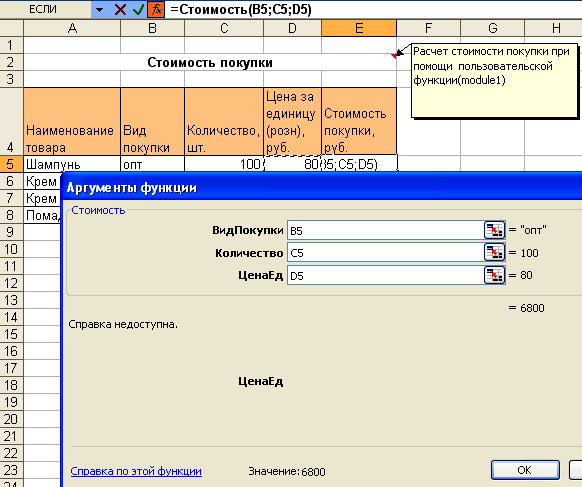 ЕСЛИ =Стоимость(B5;C5;D5)
A B C D E F G H
1
2 Стоимость покупки
Расчет стоимости покупки при
помощи пользовательской
функции(module1)
3
4 Наименование товара Вид покупки Количество, шт. Цена за единицу (розн), руб. Стоимость покупки, руб.
5 Шампунь опт 100 80 B5;C5;D5)
6 Крем
7 Крем
8 Пома
9
10
11
12
13
14
15
16
17
18
19
20
21
22
23
24
Аргументы функции
Стоимость
ВидПокупки B5 = "опт"
Количество C5 = 100
ЦенаЕд D5 = 80
= 6800
Справка недоступна.
ЦенаЕд
Справка по этой функции Значение:6800 OK